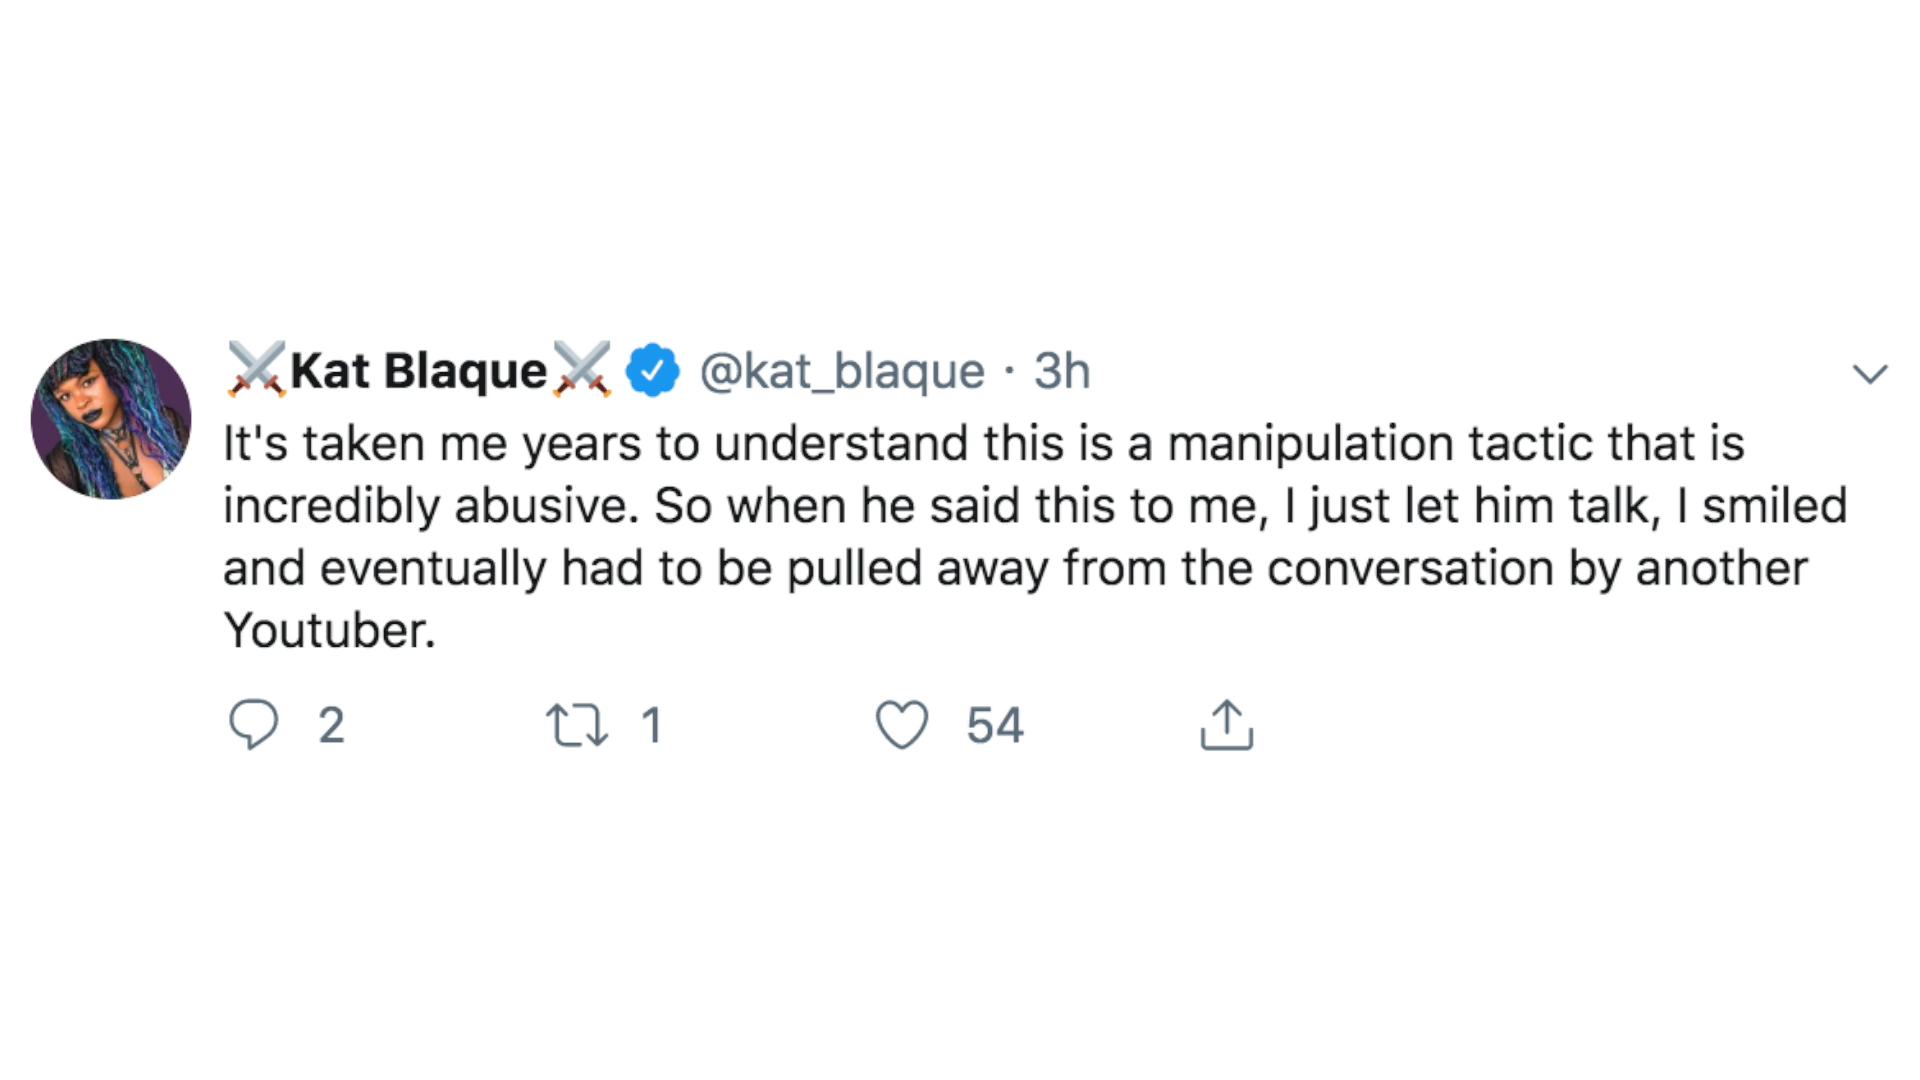 ⚔️Kat Blaque⚔️ @kat_blaque · 3h
It's taken me years to understand this is a manipulation tactic that is
incredibly abusive. So when he said this to me, I just let him talk, I smiled
and eventually had to be pulled away from the conversation by another
Youtuber.
2 1 54